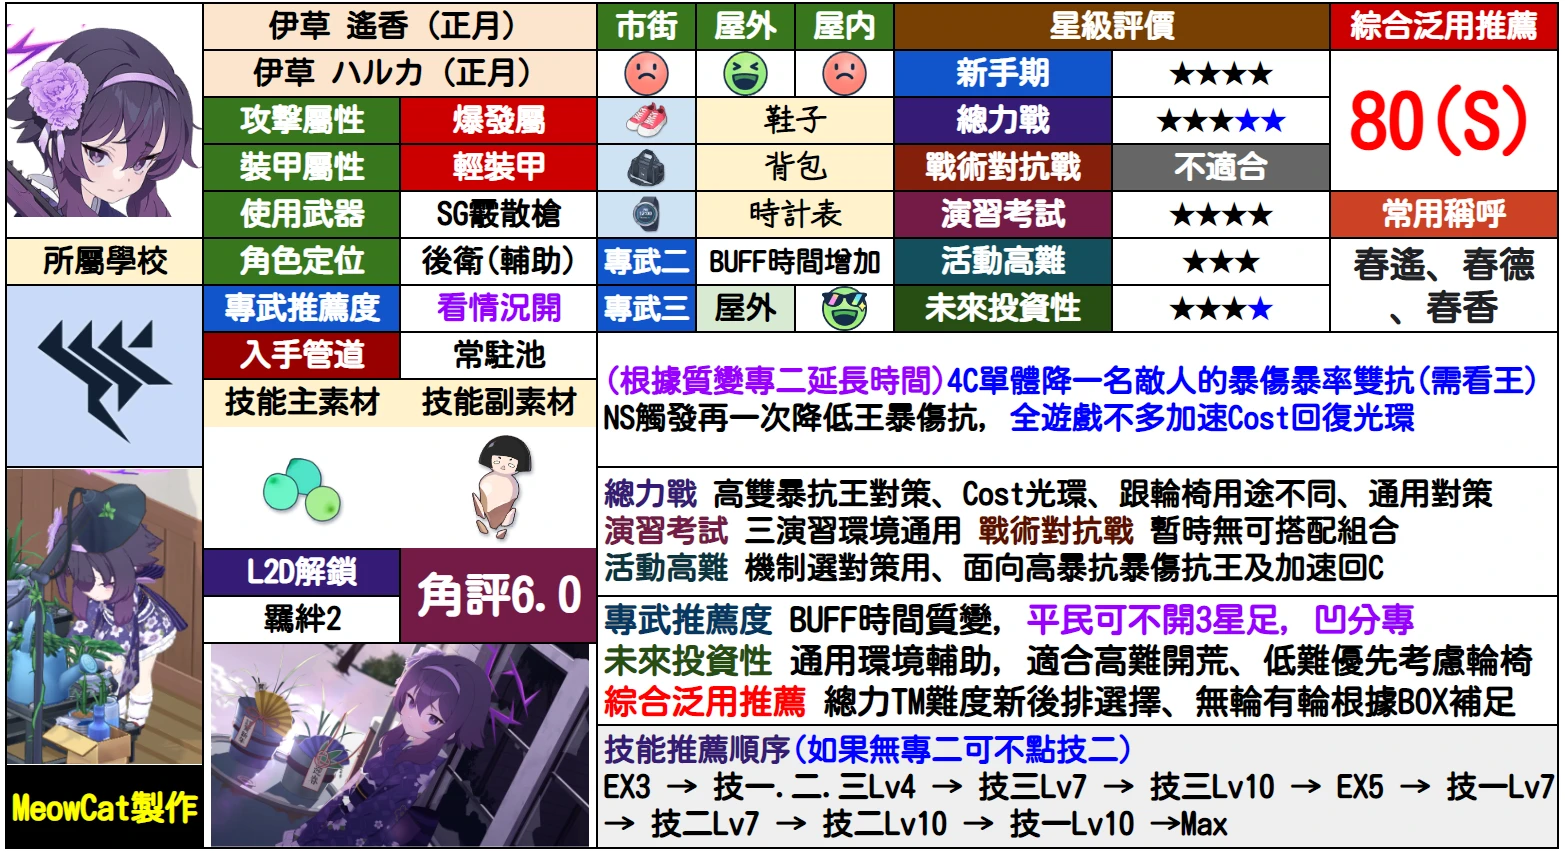 伊草 遙香（正月）
伊草 ハルカ（正月）
市街
屋外
屋内
星級評價
綜合泛用推薦
攻擊屬性
爆發屬
裝甲屬性
輕裝甲
使用武器
SG霰散槍
角色定位
後衛(輔助)
專武推薦度
看情況開
入手管道
常駐池
技能主素材
技能副素材
鞋子
背包
時計表
專武二
BUFF時間增加
專武三
屋外
新手期
★★★★
總力戰
★★★★★
戰術對抗戰
不適合
演習考試
★★★★
活動高難
★★★
未來投資性
★★★★
80(S)
常用稱呼
春遙、春德
、春香
所屬學校
L2D解鎖
羈絆2
角評6.0
MeowCat製作
(根據質變專二延長時間)4C單體降一名敵人的暴傷暴率雙抗(需看王)
NS觸發再一次降低王暴傷抗, 全遊戲不多加速Cost回復光環
總力戰 高雙暴抗王對策、Cost光環、跟輪椅用途不同、通用對策
演習考試 三演習環境通用 戰術對抗戰 暫時無可搭配組合
活動高難 機制選對策用、面向高暴抗暴傷抗王及加速回C
專武推薦度 BUFF時間質變, 平民可不開3星足, 凹分專
未來投資性 通用環境輔助, 適合高難開荒、低難優先考慮輪椅
綜合泛用推薦 總力TM難度新後排選擇、無輪有輪根據BOX補足
技能推薦順序(如果無專二可不點技二)
EX3 → 技一.二.三Lv4 → 技三Lv7 → 技三Lv10 → EX5 → 技一Lv7
→ 技二Lv7 → 技二Lv10 → 技一Lv10 →Max